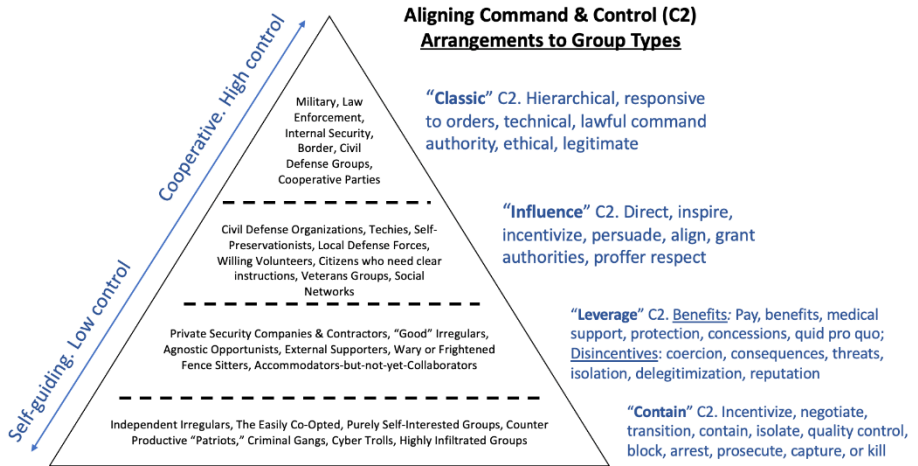 Aligning Command & Control (C2)
Arrangements to Group Types
Cooperative. High control
Self-guiding. Low control
Military, Law
Enforcement,
Internal Security,
Border, Civil
Defense Groups,
Cooperative Parties
“Classic” C2. Hierarchical, responsive
to orders, technical, lawful command
authority, ethical, legitimate
Civil Defense Organizations, Techies, Self-
Preservationists, Local Defense Forces,
Willing Volunteers, Citizens who need clear
instructions, Veterans Groups, Social
Networks
“Influence” C2. Direct, inspire,
incentivize, persuade, align, grant
authorities, proffer respect
Private Security Companies & Contractors, “Good” Irregulars,
Agnostic Opportunists, External Supporters, Wary or Frightened
Fence Sitters, Accommodators-but-not-yet-Collaborators
“Leverage” C2. Benefits: Pay, benefits, medical
support, protection, concessions, quid pro quo;
Disincentives: coercion, consequences, threats,
isolation, delegitimization, reputation
Independent Irregulars, The Easily Co-Opted, Purely Self-Interested Groups, Counter
Productive “Patriots,” Criminal Gangs, Cyber Trolls, Highly Infiltrated Groups
“Contain” C2. Incentivize, negotiate,
transition, contain, isolate, quality control,
block, arrest, prosecute, capture, or kill